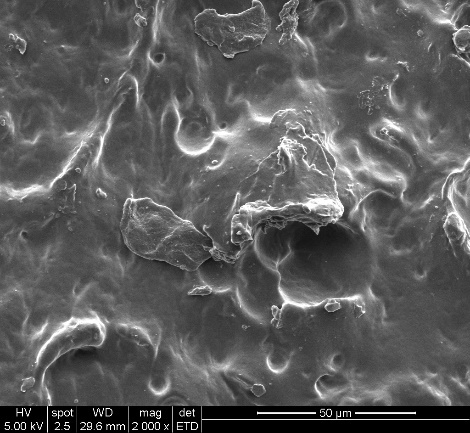 HV spot WD mag det
5.00 kV 2.5 29.6 mm 2 000 x ETD 50 µm